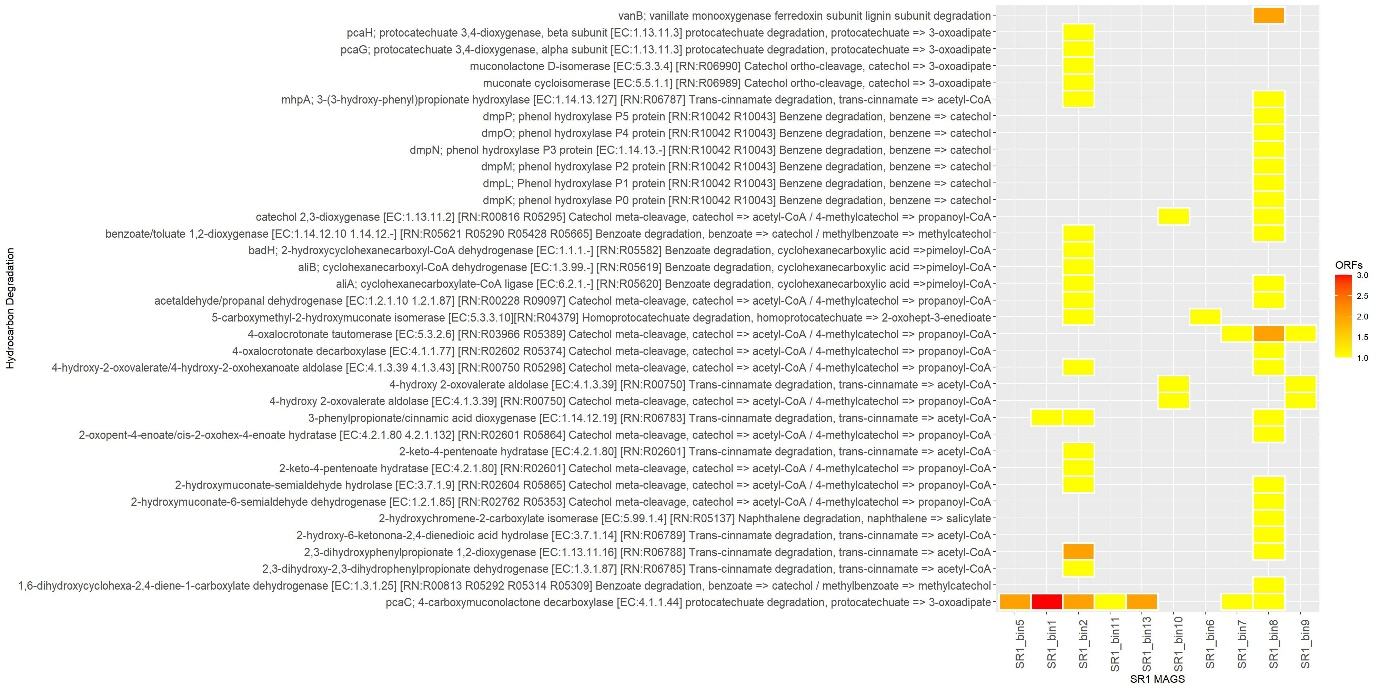 vanB; vanillate monooxygenase ferredoxin subunit lignin subunit degradation
pcaH; protocatechuate 3,4-dioxygenase, beta subunit [EC:1.13.11.3] protocatechuate degradation, protocatechuate => 3-oxoadipate
pcaG; protocatechuate 3,4-dioxygenase, alpha subunit [EC:1.13.11.3] protocatechuate degradation, protocatechuate => 3-oxoadipate
muconolactone D-isomerase [EC:5.3.3.4] [RN:R06990] Catechol ortho-cleavage, catechol => 3-oxoadipate
muconate cycloisomerase [EC:5.5.1.1] [RN:R06989] Catechol ortho-cleavage, catechol => 3-oxoadipate
mhpA; 3-(3-hydroxy-phenyl)propionate hydroxylase [EC:1.14.13.127] [RN:R06787] Trans-cinnamate degradation, trans-cinnamate => acetyl-CoA
dmpP; phenol hydroxylase P5 protein [RN:R10042 R10043] Benzene degradation, benzene => catechol
dmpO; phenol hydroxylase P4 protein [RN:R10042 R10043] Benzene degradation, benzene => catechol
dmpN; phenol hydroxylase P3 protein [EC:1.14.13.-] [RN:R10042 R10043] Benzene degradation, benzene => catechol
dmpM; phenol hydroxylase P2 protein [RN:R10042 R10043] Benzene degradation, benzene => catechol
dmpL; Phenol hydroxylase P1 protein [RN:R10042 R10043] Benzene degradation, benzene => catechol
dmpK; Phenol hydroxylase P0 protein [RN:R10042 R10043] Benzene degradation, benzene => catechol
catechol 2,3-dioxygenase [EC:1.13.11.2] [RN:R00816 R05295] Catechol meta-cleavage, catechol => acetyl-CoA / 4-methylcatechol => propanoyl-CoA
benzoate/toluate 1,2-dioxygenase [EC:1.14.12.10 1.14.12.-] [RN:R05621 R05290 R05428 R05665] Benzoate degradation, benzoate => catechol / methylbenzoate => methylcatechol
badH; 2-hydroxycyclohexanecarboxyl-CoA dehydrogenase [EC:1.1.1.-] [RN:R05582] Benzoate degradation, cyclohexanecarboxylic acid =>pimeloyl-CoA
aliB; cyclohexanecarboxyl-CoA dehydrogenase [EC:1.3.99.-] [RN:R05619] Benzoate degradation, cyclohexanecarboxylic acid =>pimeloyl-CoA
aliA; cyclohexanecarboxylate-CoA ligase [EC:6.2.1.-] [RN:R05620] Benzoate degradation, cyclohexanecarboxylic acid =>pimeloyl-CoA
acetaldehyde/propanal dehydrogenase [EC:1.2.1.10 1.2.1.87] [RN:R00228 R09097] Catechol meta-cleavage, catechol => acetyl-CoA / 4-methylcatechol => propanoyl-CoA
5-carboxymethyl-2-hydroxymuconate isomerase [EC:5.3.3.10][RN:R04379] Homoprotocatechuate degradation, homoprotocatechuate => 2-oxohept-3-enedioate
4-oxalocrotonate tautomerase [EC:5.3.2.6] [RN:R03966 R05389] Catechol meta-cleavage, catechol => acetyl-CoA / 4-methylcatechol => propanoyl-CoA
4-oxalocrotonate decarboxylase [EC:4.1.1.77] [RN:R02602 R05374] Catechol meta-cleavage, catechol => acetyl-CoA / 4-methylcatechol => propanoyl-CoA
4-hydroxy-2-oxovalerate/4-hydroxy-2-oxohexanoate aldolase [EC:4.1.3.39 4.1.3.43] [RN:R00750 R05298] Catechol meta-cleavage, catechol => acetyl-CoA / 4-methylcatechol => propanoyl-CoA
4-hydroxy 2-oxovalerate aldolase [EC:4.1.3.39] [RN:R00750] Trans-cinnamate degradation, trans-cinnamate => acetyl-CoA
4-hydroxy 2-oxovalerate aldolase [EC:4.1.3.39] [RN:R00750] Catechol meta-cleavage, catechol => acetyl-CoA / 4-methylcatechol => propanoyl-CoA
3-phenylpropionate/cinnamic acid dioxygenase [EC:1.14.12.19] [RN:R06783] Trans-cinnamate degradation, trans-cinnamate => acetyl-CoA
2-oxopent-4-enoate/cis-2-oxohex-4-enoate hydratase [EC:4.2.1.80 4.2.1.132] [RN:R02601 R05864] Catechol meta-cleavage, catechol => acetyl-CoA / 4-methylcatechol => propanoyl-CoA
2-keto-4-pentenoate hydratase [EC:4.2.1.80] [RN:R02601] Trans-cinnamate degradation, trans-cinnamate => acetyl-CoA
2-keto-4-pentenoate hydratase [EC:4.2.1.80] [RN:R02601] Catechol meta-cleavage, catechol => acetyl-CoA / 4-methylcatechol => propanoyl-CoA
2-hydroxymuconate-semialdehyde hydrolase [EC:3.7.1.9] [RN:R02604 R05865] Catechol meta-cleavage, catechol => acetyl-CoA / 4-methylcatechol => propanoyl-CoA
2-hydroxymuconate-6-semialdehyde dehydrogenase [EC:1.2.1.85] [RN:R02762 R05353] Catechol meta-cleavage, catechol => acetyl-CoA / 4-methylcatechol => propanoyl-CoA
2-hydroxychromene-2-carboxylate isomerase [EC:5.99.1.4] [RN:R05137] Naphthalene degradation, naphthalene => salicylate
2-hydroxy-6-ketonona-2,4-dienedioic acid hydrolase [EC:3.7.1.14] [RN:R06789] Trans-cinnamate degradation, trans-cinnamate => acetyl-CoA
2,3-dihydroxyphenylpropionate 1,2-dioxygenase [EC:1.13.11.16] [RN:R06788] Trans-cinnamate degradation, trans-cinnamate => acetyl-CoA
2,3-dihydroxy-2,3-dihydrophenylpropionate dehydrogenase [EC:1.3.1.87] [RN:R06785] Trans-cinnamate degradation, trans-cinnamate => acetyl-CoA
1,6-dihydroxycyclohexa-2,4-diene-1-carboxylate dehydrogenase [EC:1.3.1.25] [RN:R00813 R05292 R05314 R05309] Benzoate degradation, benzoate => catechol / methylbenzoate => methylcatechol
pcaC; 4-carboxymuconolactone decarboxylase [EC:4.1.1.44] protocatechuate degradation, protocatechuate => 3-oxoadipate
Hydrocarbon Degradation
SR1_bin5
SR1_bin1
SR1_bin2
SR1_bin11
SR1_bin13
SR1_bin10
SR1_bin6
SR1_bin7
SR1_bin8
SR1_bin9
SR1 MAGS
ORFs
3.0
2.5
2.0
1.5
1.0